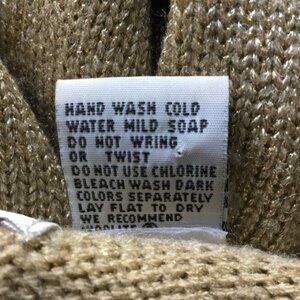 HAND WASH COLD
WATER MILD SOAP
DO NOT WRING
OR TWIST
DO NOT USE CHLORINE
BLEACH WASH DARK
COLORS SEPARATELY
LAY FLAT TO DRY
WE RECOMMEND